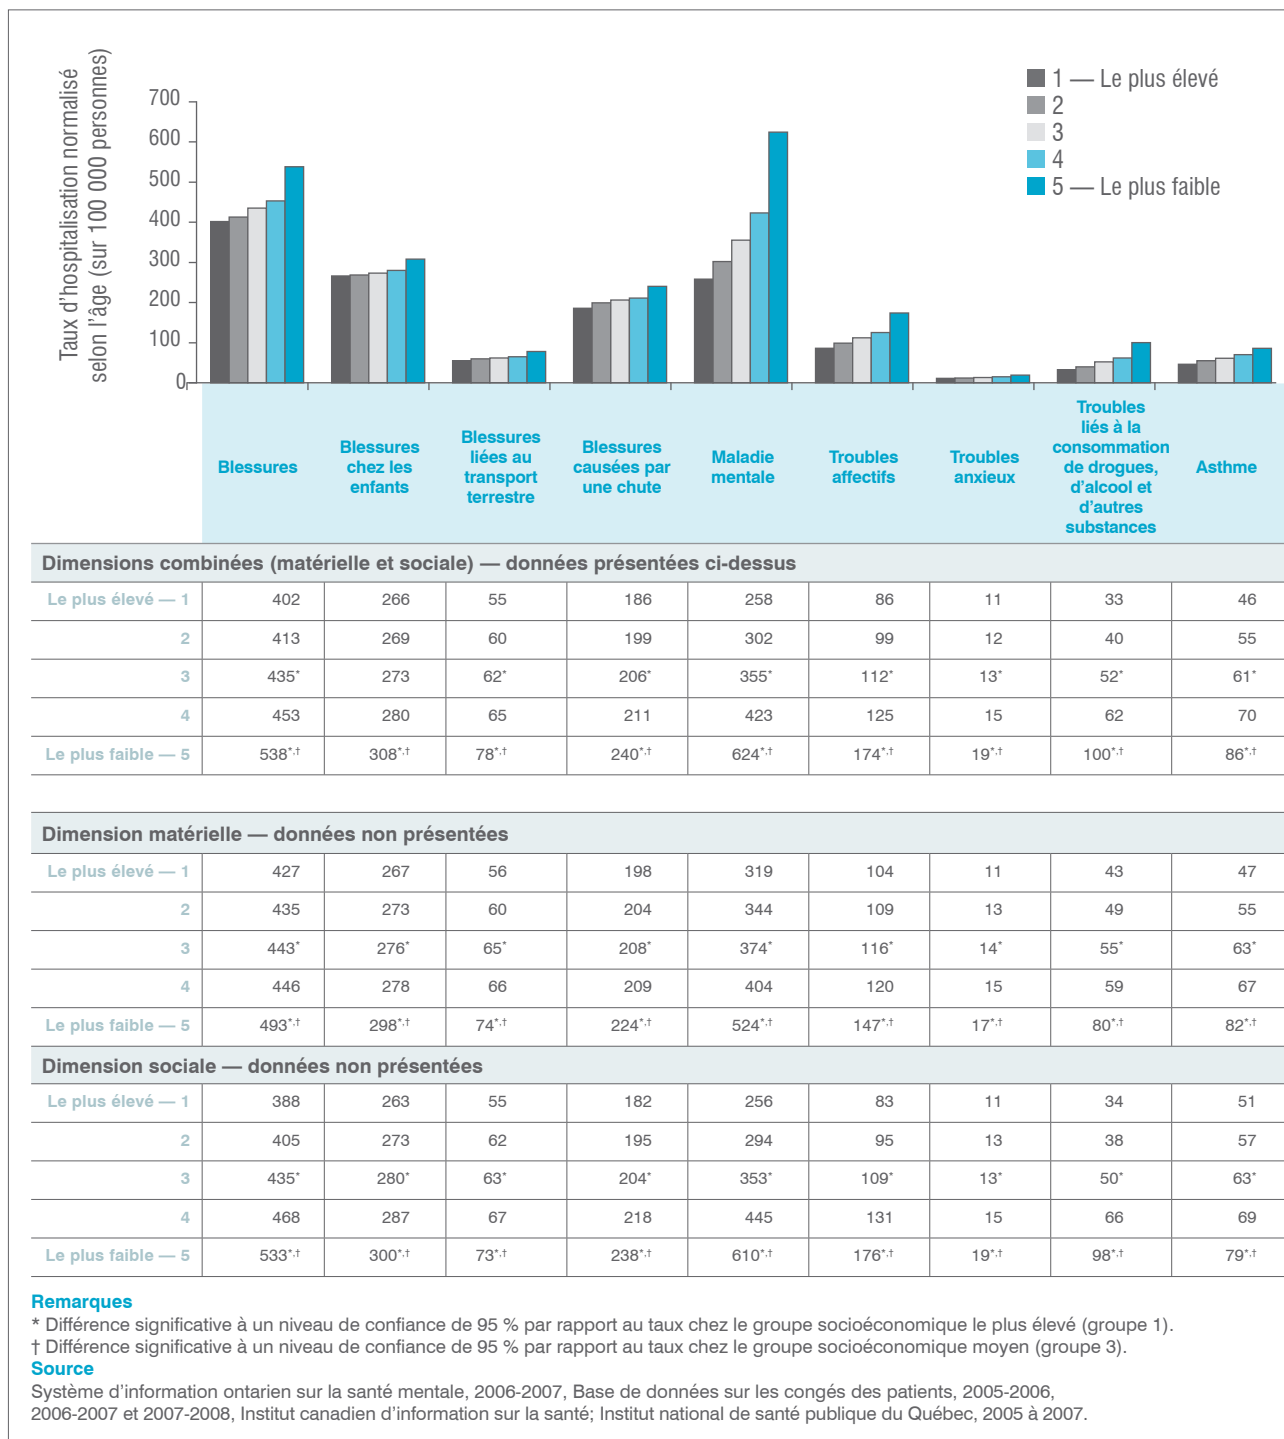 Taux d'hospitalisation normalisé
selon l'âge (sur 100 000 personnes)
700
600
500
400
300
200
100
0
1 — Le plus élevé
2
3
4
5 — Le plus faible
Blessures
Blessures
chez les
enfants
Blessures
liées au
transport
terrestre
Blessures
causées par
une chute
Maladie
mentale
Troubles
affectifs
Troubles
anxieux
Troubles
liés à la
consommation
de drogues,
d'alcool et
d'autres
substances
Asthme
Dimensions combinées (matérielle et sociale) — données présentées ci-dessus
Le plus élevé — 1 402 266 55 186 258 86 11 33 46
2 413 269 60 199 302 99 12 40 55
3 435* 273 62* 206* 355* 112* 13* 52* 61*
4 453 280 65 211 423 125 15 62 70
Le plus faible — 5 538*,† 308*,† 78*,† 240*,† 624*,† 174*,† 19*,† 100*,† 86*,†
Dimension matérielle — données non présentées
Le plus élevé — 1 427 267 56 198 319 104 11 43 47
2 435 273 60 204 344 109 13 49 55
3 443* 276* 65* 208* 374* 116* 14* 55* 63*
4 446 278 66 209 404 120 15 59 67
Le plus faible — 5 493*,† 298*,† 74*,† 224*,† 524*,† 147*,† 17*,† 80*,† 82*,†
Dimension sociale — données non présentées
Le plus élevé — 1 388 263 55 182 256 83 11 34 51
2 405 273 62 195 294 95 13 38 57
3 435* 280* 63* 204* 353* 109* 13* 50* 63*
4 468 287 67 218 445 131 15 66 69
Le plus faible — 5 533*,† 300*,† 73*,† 238*,† 610*,† 176*,† 19*,† 98*,† 79*,†
Remarques
* Différence significative à un niveau de confiance de 95 % par rapport au taux chez le groupe socioéconomique le plus élevé (groupe 1).
† Différence significative à un niveau de confiance de 95 % par rapport au taux chez le groupe socioéconomique moyen (groupe 3).
Source
Système d'information ontarien sur la santé mentale, 2006-2007, Base de données sur les congés des patients, 2005-2006,
2006-2007 et 2007-2008, Institut canadien d'information sur la santé; Institut national de santé publique du Québec, 2005 à 2007.